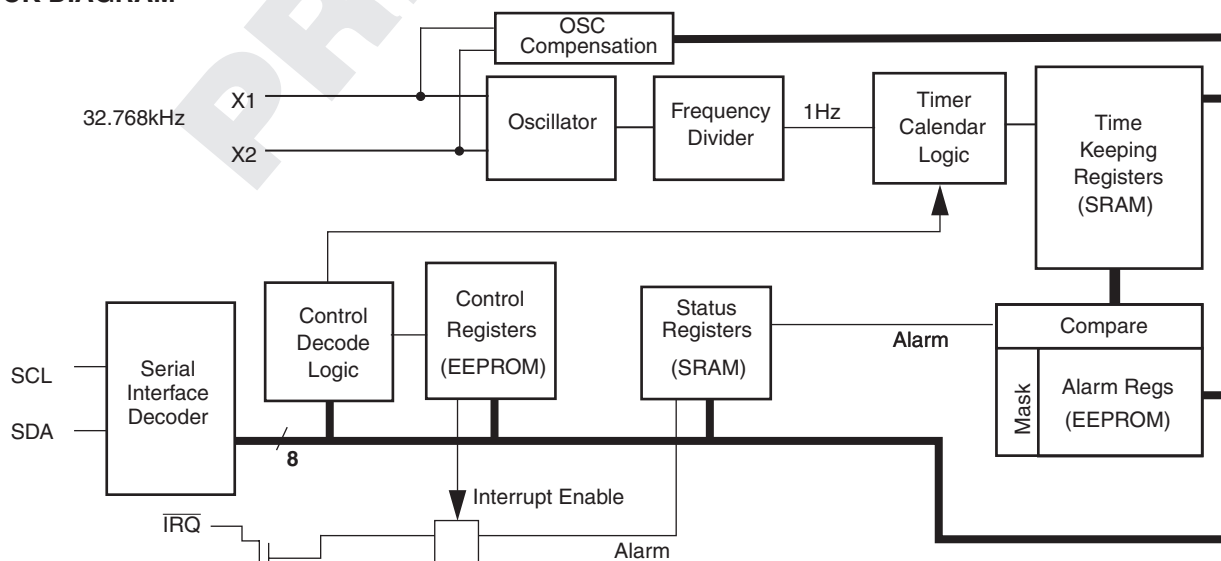 OSC
Compensation
32.768kHz
X1
X2
Oscillator
Frequency
Divider
1Hz
Timer
Calendar
Logic
Time
Keeping
Registers
(SRAM)
Control
Decode
Logic
Control
Registers
(EEPROM)
Status
Registers
(SRAM)
Alarm
Compare
Mask
Alarm Regs
(EEPROM)
SCL
SDA
Serial
Interface
Decoder
8
Interrupt Enable
IRQ
Alarm